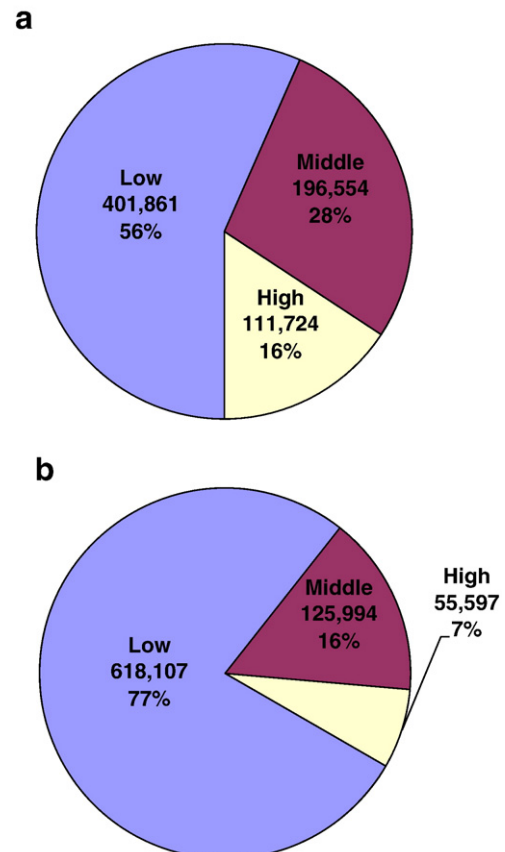 a
Low
401,861
56%
Middle
196,554
28%
High
111,724
16%
b
Low
618,107
77%
Middle
125,994
16%
High
55,597
7%